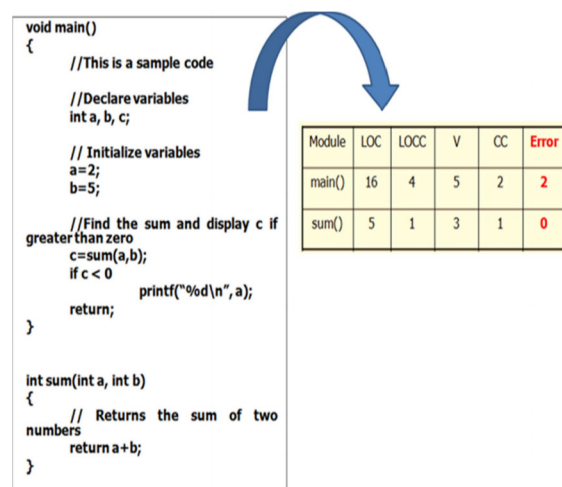 void main()
{
//This is a sample code
//Declare variables
int a, b, c;
// Initialize variables
a=2;
b=5;
//Find the sum and display c if
greater than zero
c=sum(a,b);
if c < 0
printf("%d\n", a);
return;
}
int sum(int a, int b)
{
// Returns the sum of two
numbers
return a+b;
}
Module LOC LOCC V CC Error
main() 16 4 5 2 2
sum() 5 1 3 1 0